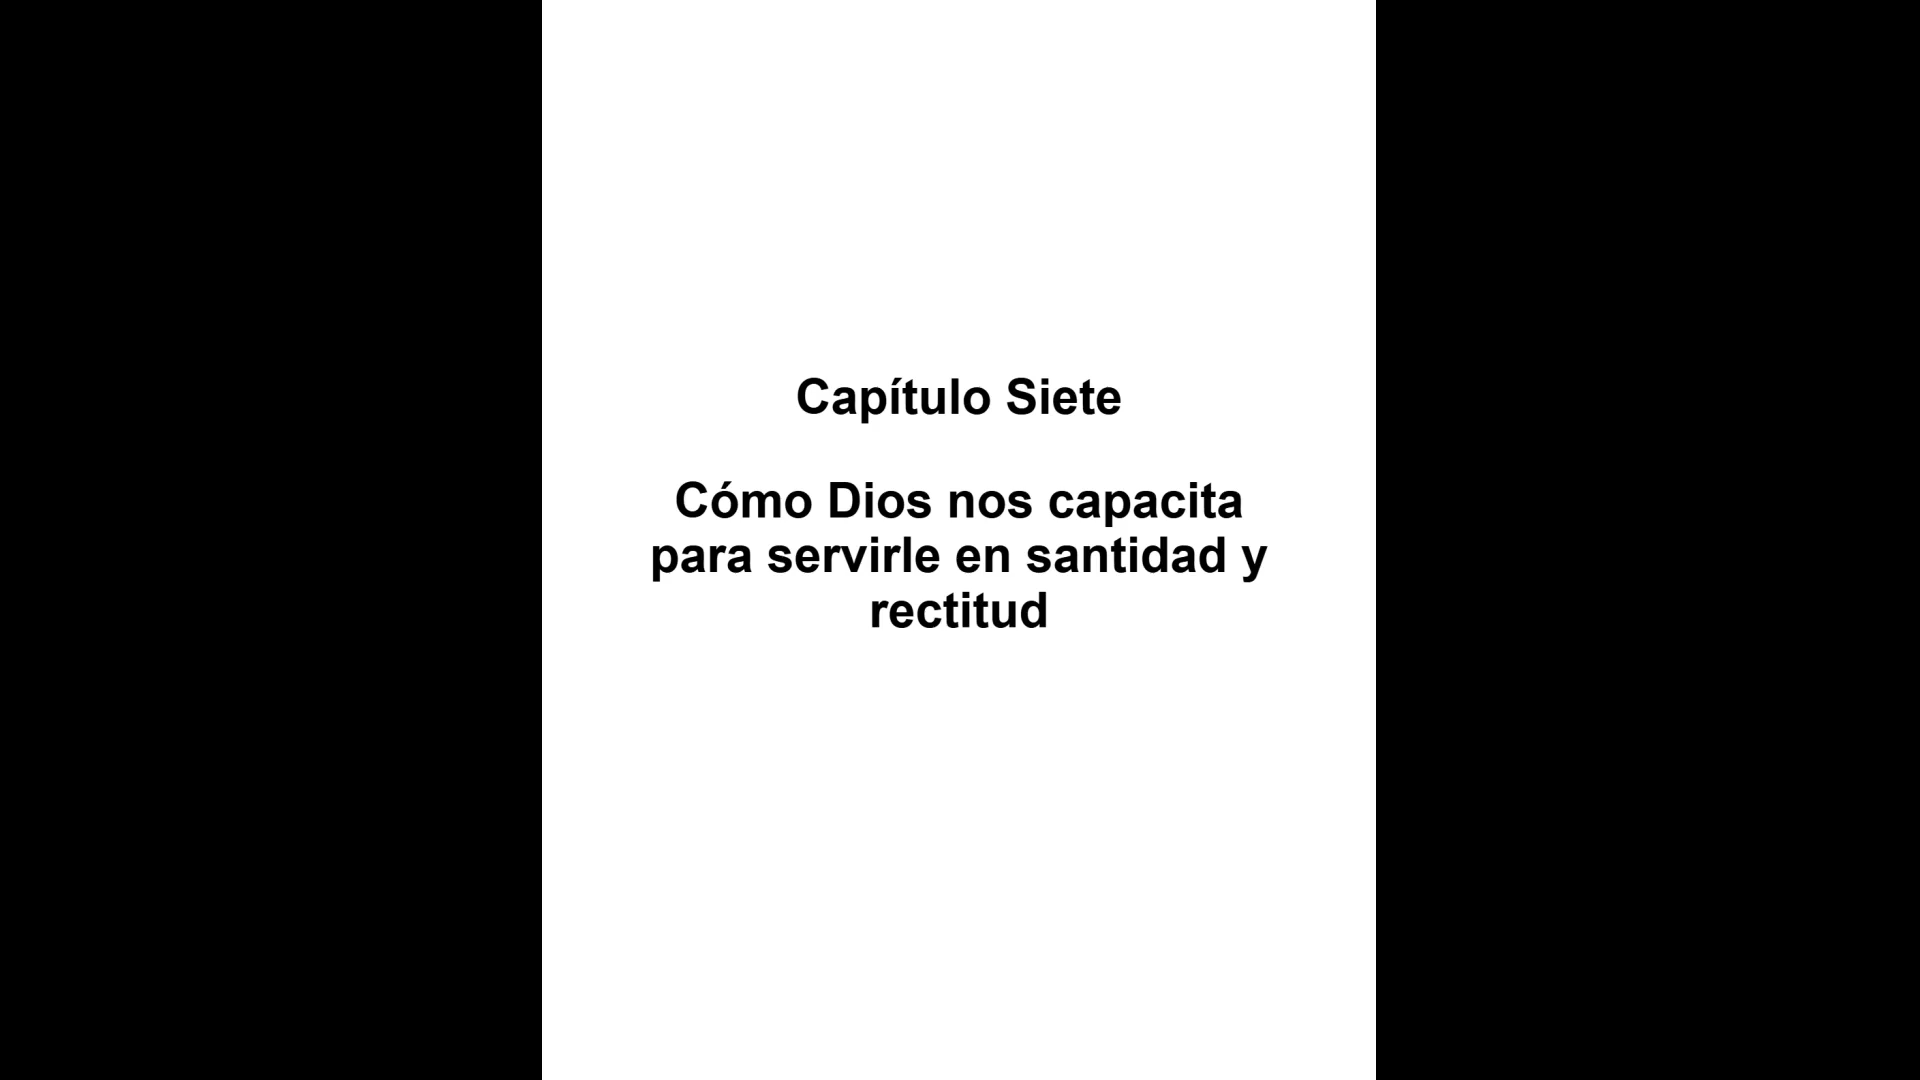 Capítulo Siete
Cómo Dios nos capacita
para servirle en santidad y
rectitud